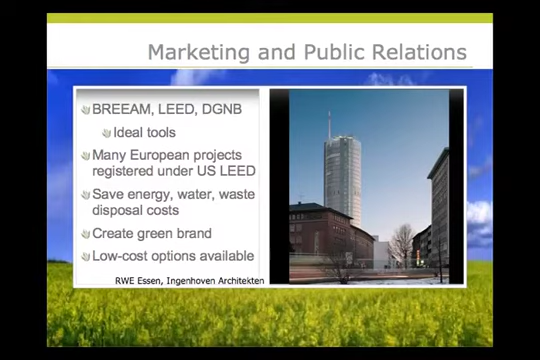 Marketing and Public Relations
BREEAM, LEED, DGNB
Ideal tools
Many European projects
registered under US LEED
Save energy, water, waste
disposal costs
Create green brand
Low-cost options available
RWE Essen, Ingenhoven Architekten